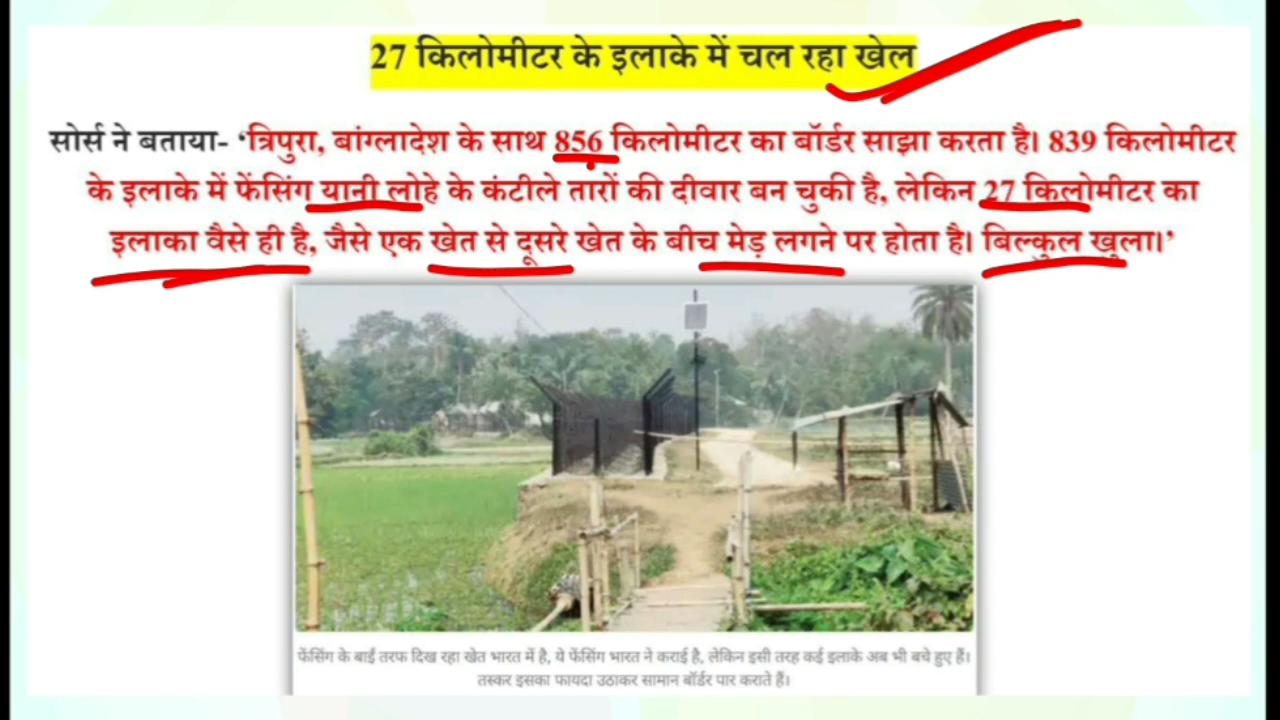 27 किलोमीटर के इलाके में चल रहा खेल
सोर्स ने बताया- ‘त्रिपुरा, बांग्लादेश के साथ 856 किलोमीटर का बॉर्डर साझा करता है। 839 किलोमीटर
के इलाके में फेंसिंग यानी लोहे के कंटीले तारों की दीवार बन चुकी है, लेकिन 27 किलोमीटर का
इलाका वैसे ही है, जैसे एक खेत से दूसरे खेत के बीच मेड़ लगने पर होता है। बिल्कुल खुला।’
फेंसिंग के बाईं तरफ दिख रहा खेत भारत में है, ये फेंसिंग भारत ने कराई है, लेकिन इसी तरह कई इलाके अब भी बचे हुए हैं।
तस्कर इसका फायदा उठाकर सामान बॉर्डर पार कराते हैं।